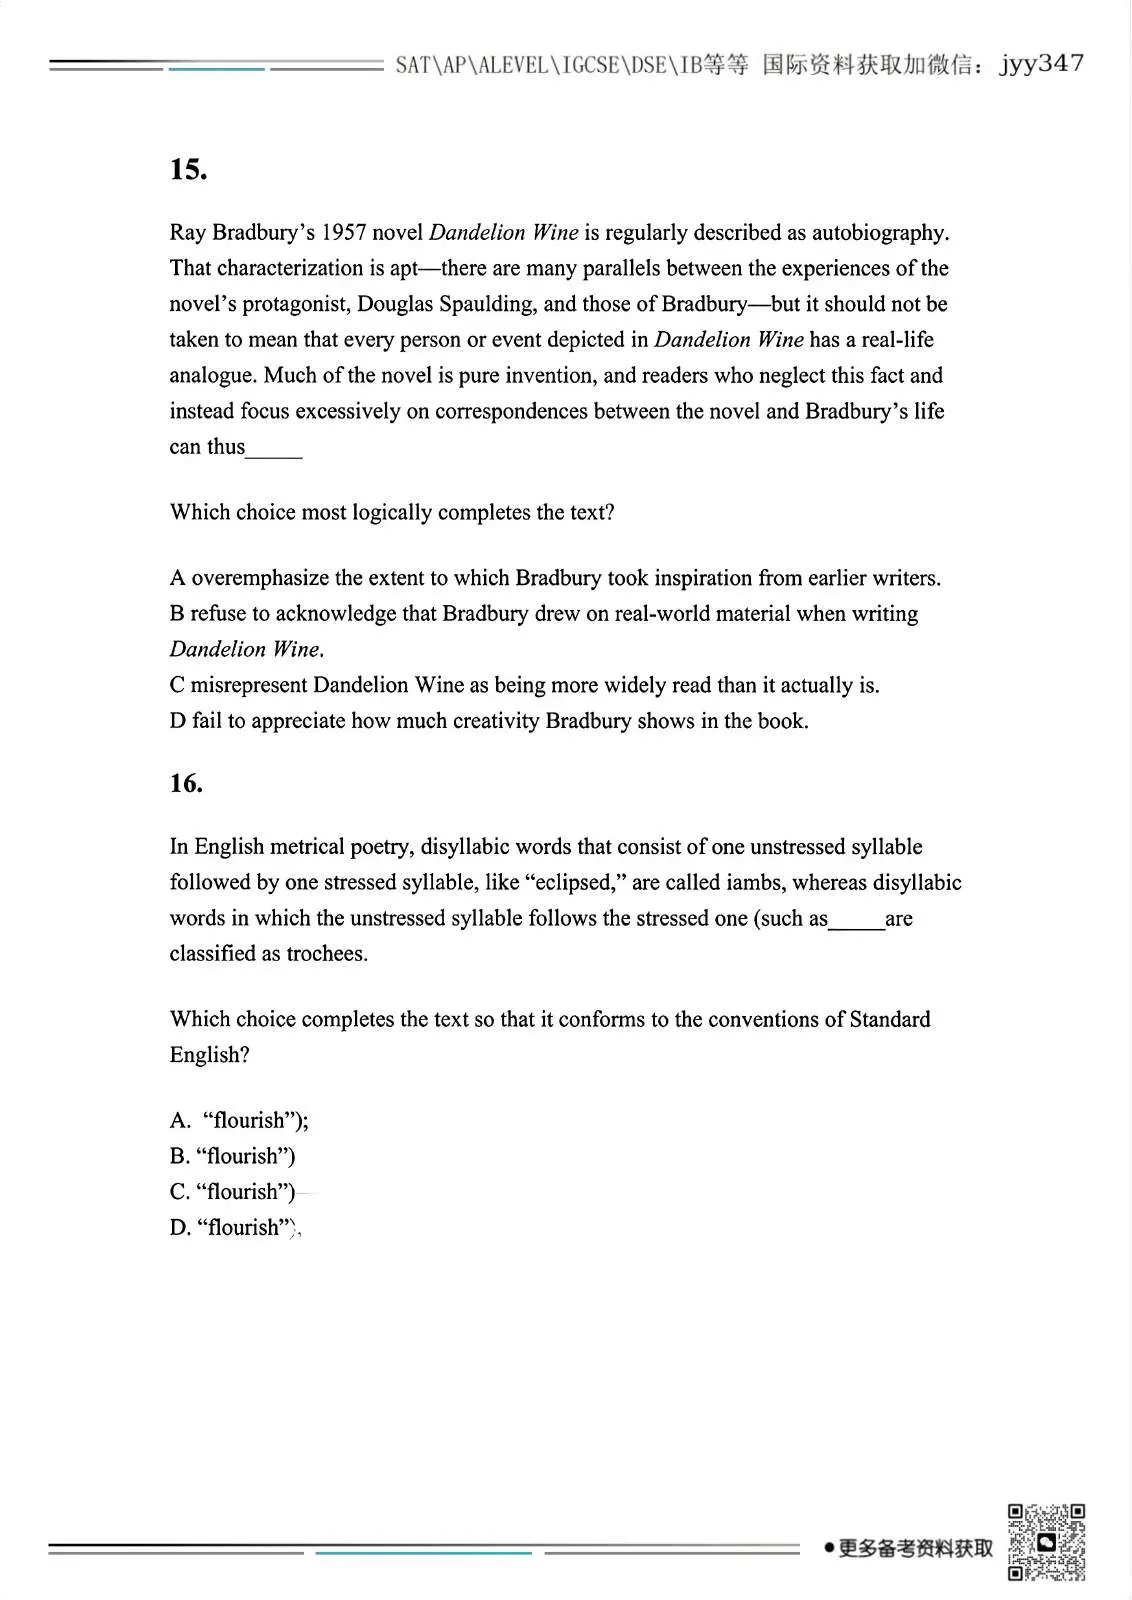 SAT\AP\ALEVEL\IGCSE\DSE\IB等等 国际资料获取加微信：jyy347
15.
Ray Bradbury’s 1957 novel Dandelion Wine is regularly described as autobiography.
That characterization is apt—there are many parallels between the experiences of the
novel’s protagonist, Douglas Spaulding, and those of Bradbury—but it should not be
taken to mean that every person or event depicted in Dandelion Wine has a real-life
analogue. Much of the novel is pure invention, and readers who neglect this fact and
instead focus excessively on correspondences between the novel and Bradbury’s life
can thus_____
Which choice most logically completes the text?
A overemphasize the extent to which Bradbury took inspiration from earlier writers.
B refuse to acknowledge that Bradbury drew on real-world material when writing
Dandelion Wine.
C misrepresent Dandelion Wine as being more widely read than it actually is.
D fail to appreciate how much creativity Bradbury shows in the book.
16.
In English metrical poetry, disyllabic words that consist of one unstressed syllable
followed by one stressed syllable, like “eclipsed,” are called iambs, whereas disyllabic
words in which the unstressed syllable follows the stressed one (such as_____are
classified as trochees.
Which choice completes the text so that it conforms to the conventions of Standard
English?
A. “flourish”);
B. “flourish”)
C. “flourish”)—
D. “flourish”),
●更多备考资料获取